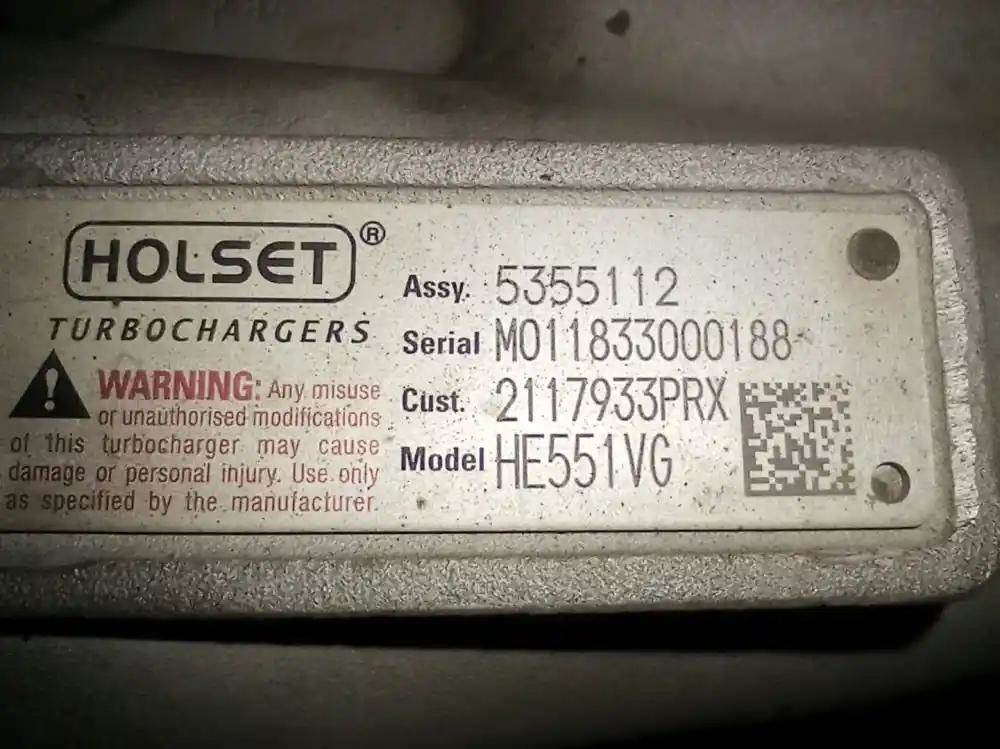 HOLSET®
TURBOCHARGERS
WARNING: Any misuse
or unauthorised modifications
of this turbocharger may cause
damage or personal injury. Use only
as specified by the manufacturer.
Assy. 5355112
Serial M011833000188
Cust. 2117933PRX
Model HE551VG